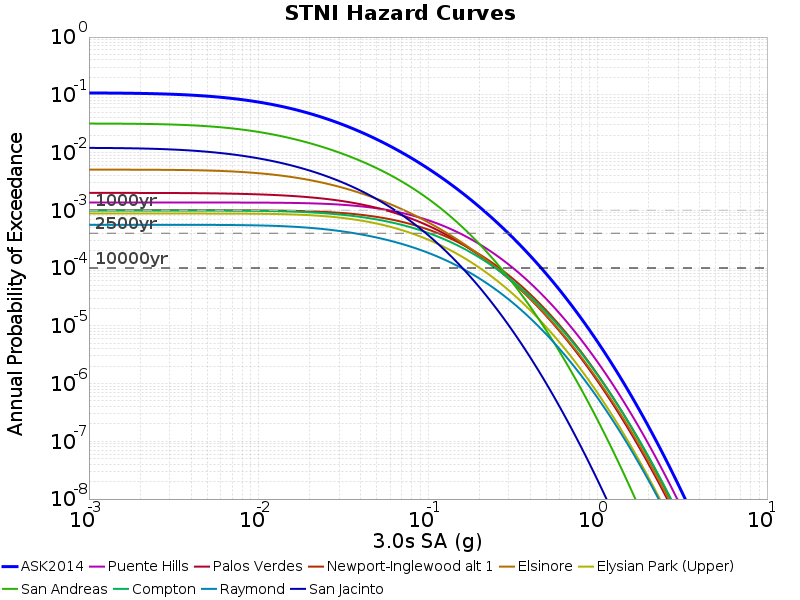 STNI Hazard Curves
Annual Probability of Exceedance
10^0
10^-1
10^-2
10^-3
10^-4
10^-5
10^-6
10^-7
10^-8
1000yr
2500yr
10000yr
10^-3 10^-2 10^-1 10^0 10^1
3.0s SA (g)
ASK2014 Puente Hills Palos Verdes Newport-Inglewood alt 1 Elsinore Elysian Park (Upper)
San Andreas Compton Raymond San Jacinto